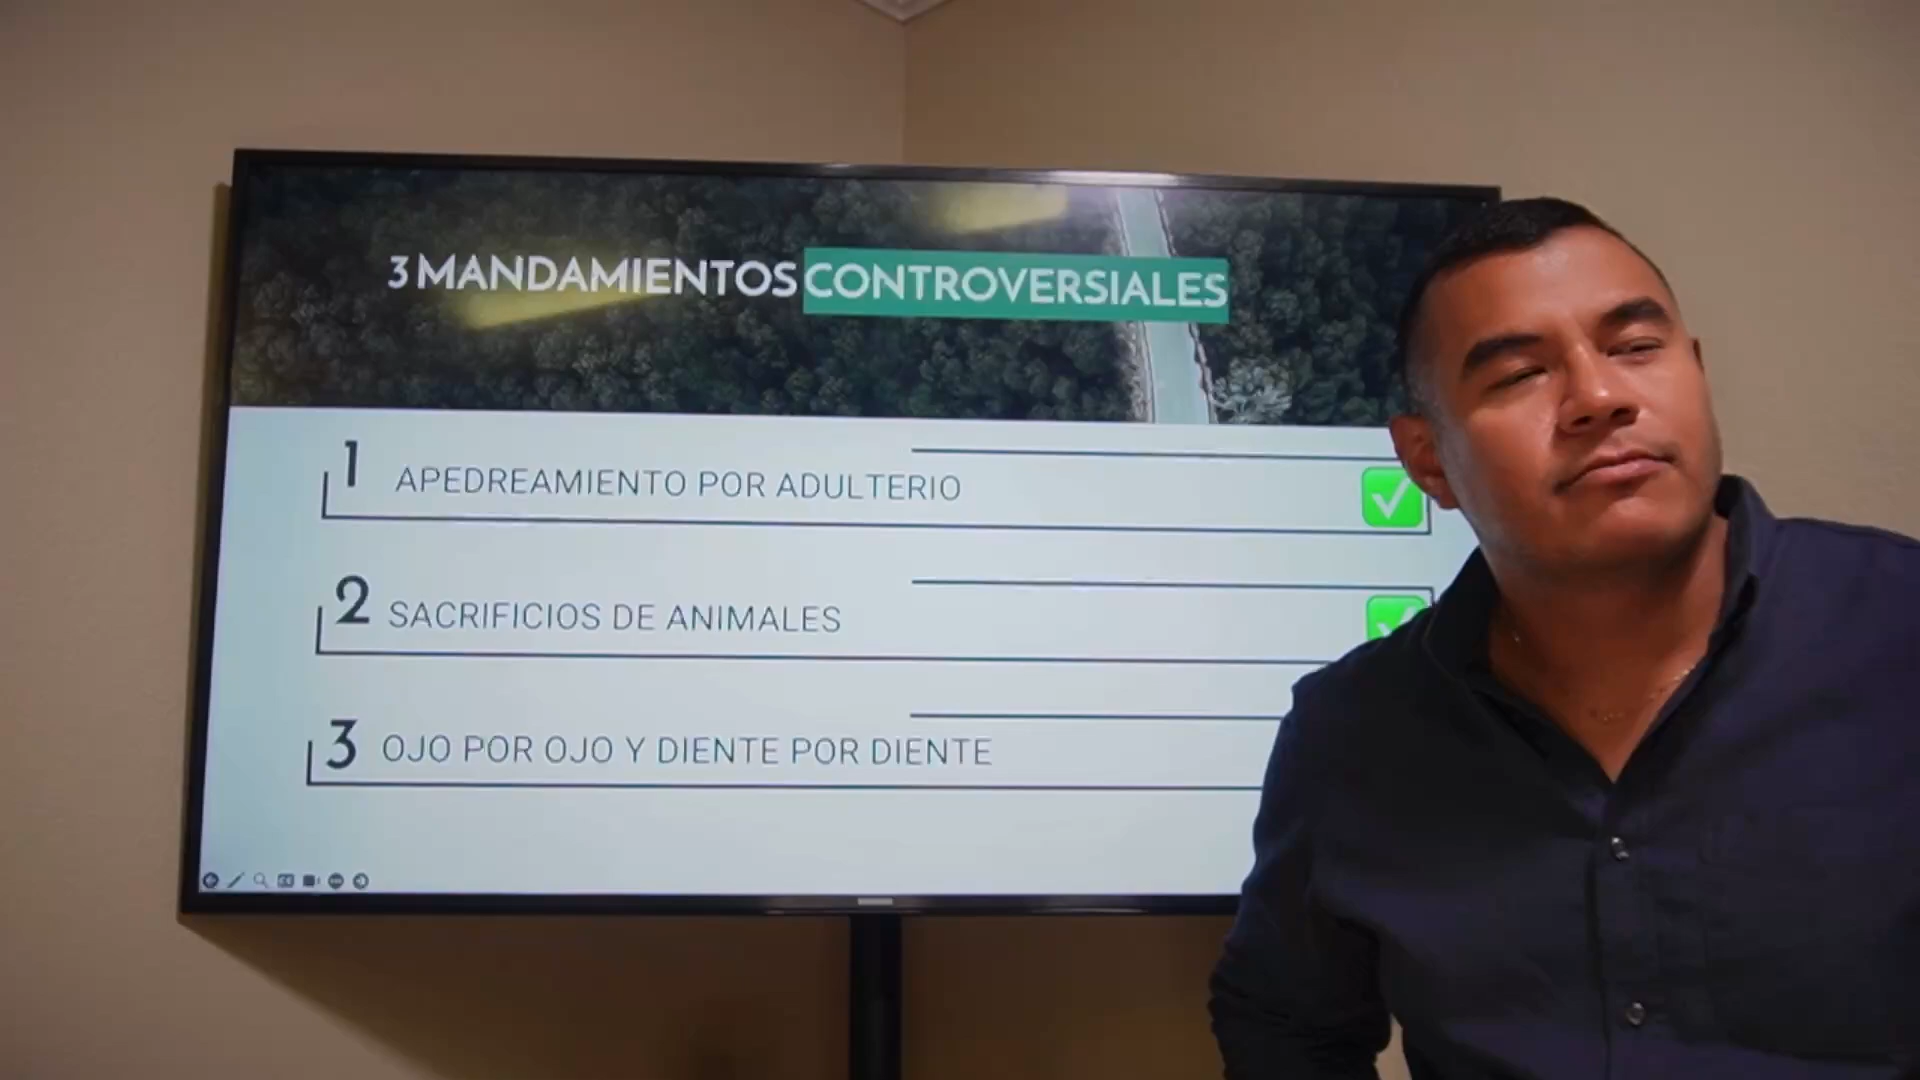 3 MANDAMIENTOS CONTROVERSIALES
1 APEDREAMIENTO POR ADULTERIO
2 SACRIFICIOS DE ANIMALES
3 OJO POR OJO Y DIENTE POR DIENTE